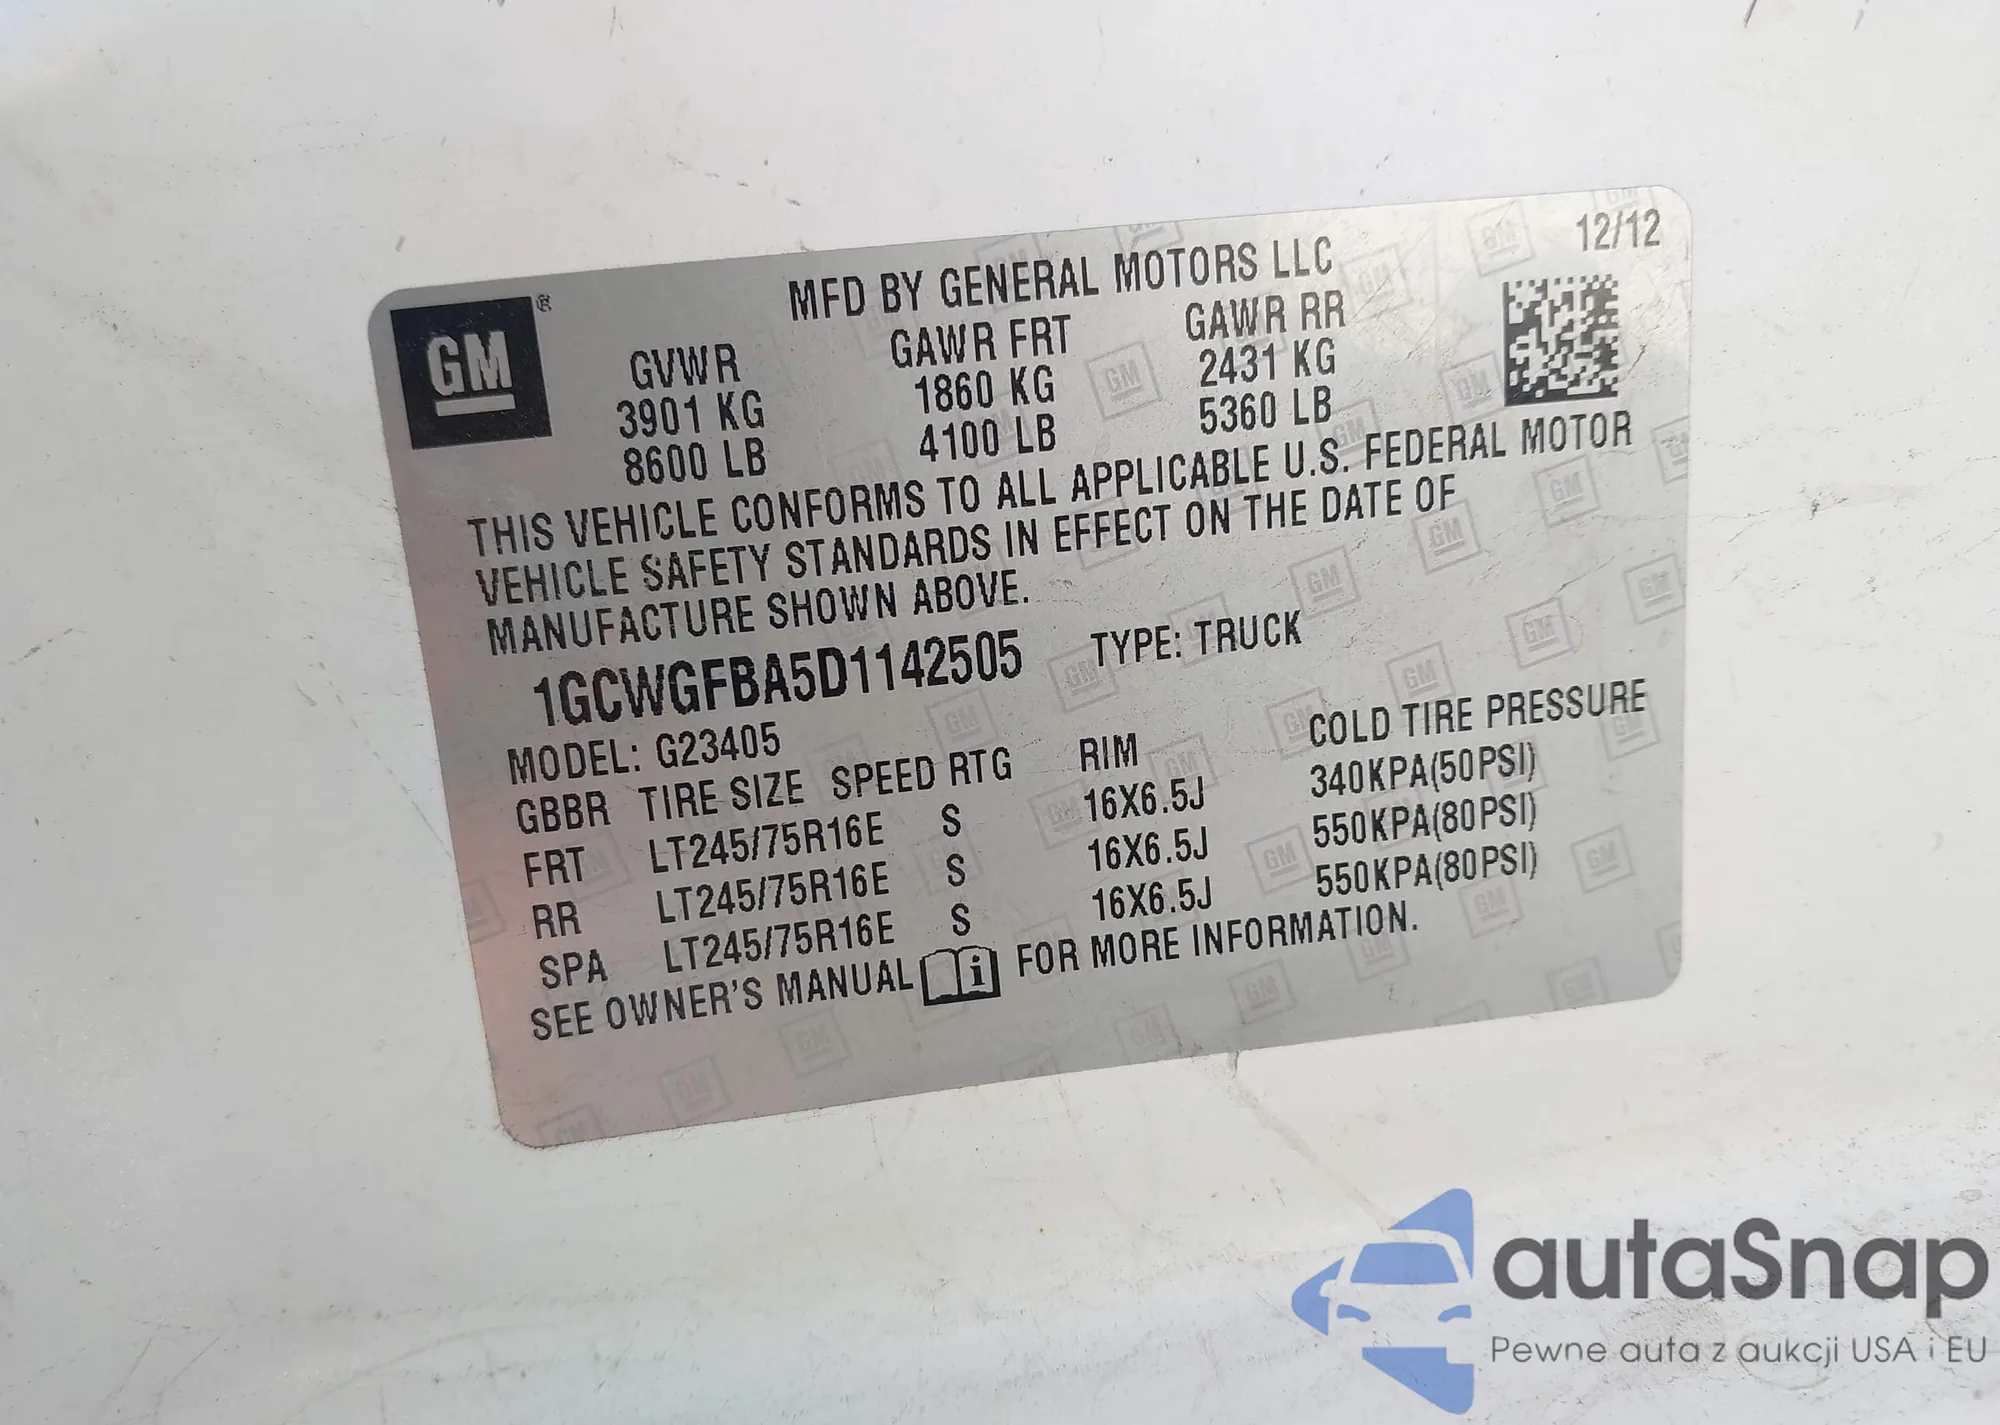 12/12
MFD BY GENERAL MOTORS LLC
GM ®
GVWR GAWR FRT GAWR RR
3901 KG 1860 KG 2431 KG
8600 LB 4100 LB 5360 LB
THIS VEHICLE CONFORMS TO ALL APPLICABLE U.S. FEDERAL MOTOR
VEHICLE SAFETY STANDARDS IN EFFECT ON THE DATE OF
MANUFACTURE SHOWN ABOVE.
1GCWGFBA5D1142505 TYPE: TRUCK
MODEL: G23405
GBBR TIRE SIZE SPEED RTG RIM COLD TIRE PRESSURE
FRT LT245/75R16E S 16X6.5J 340KPA(50PSI)
RR LT245/75R16E S 16X6.5J 550KPA(80PSI)
SPA LT245/75R16E S 16X6.5J 550KPA(80PSI)
SEE OWNER'S MANUAL i FOR MORE INFORMATION.
autaSnap
Pewne auta z aukcji USA i EU